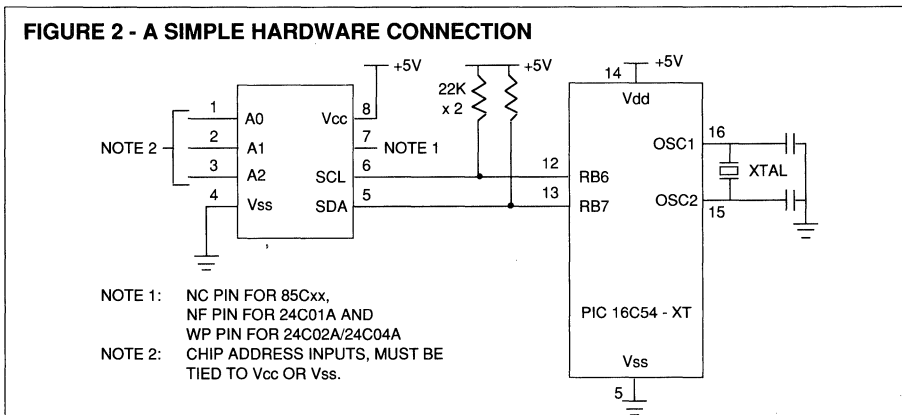 FIGURE 2 - A SIMPLE HARDWARE CONNECTION
+5V
+5V
14
+5V
22K
x 2
Vdd
1
A0
Vcc
8
16
OSC1
NOTE 2
2
A1
7
NOTE 1
XTAL
3
A2
SCL
6
12
RB6
4
Vss
SDA
5
13
RB7
OSC2
15
NOTE 1: NC PIN FOR 85Cxx,
NF PIN FOR 24C01A AND
WP PIN FOR 24C02A/24C04A
NOTE 2: CHIP ADDRESS INPUTS, MUST BE
TIED TO Vcc OR Vss.
PIC 16C54 - XT
Vss
5